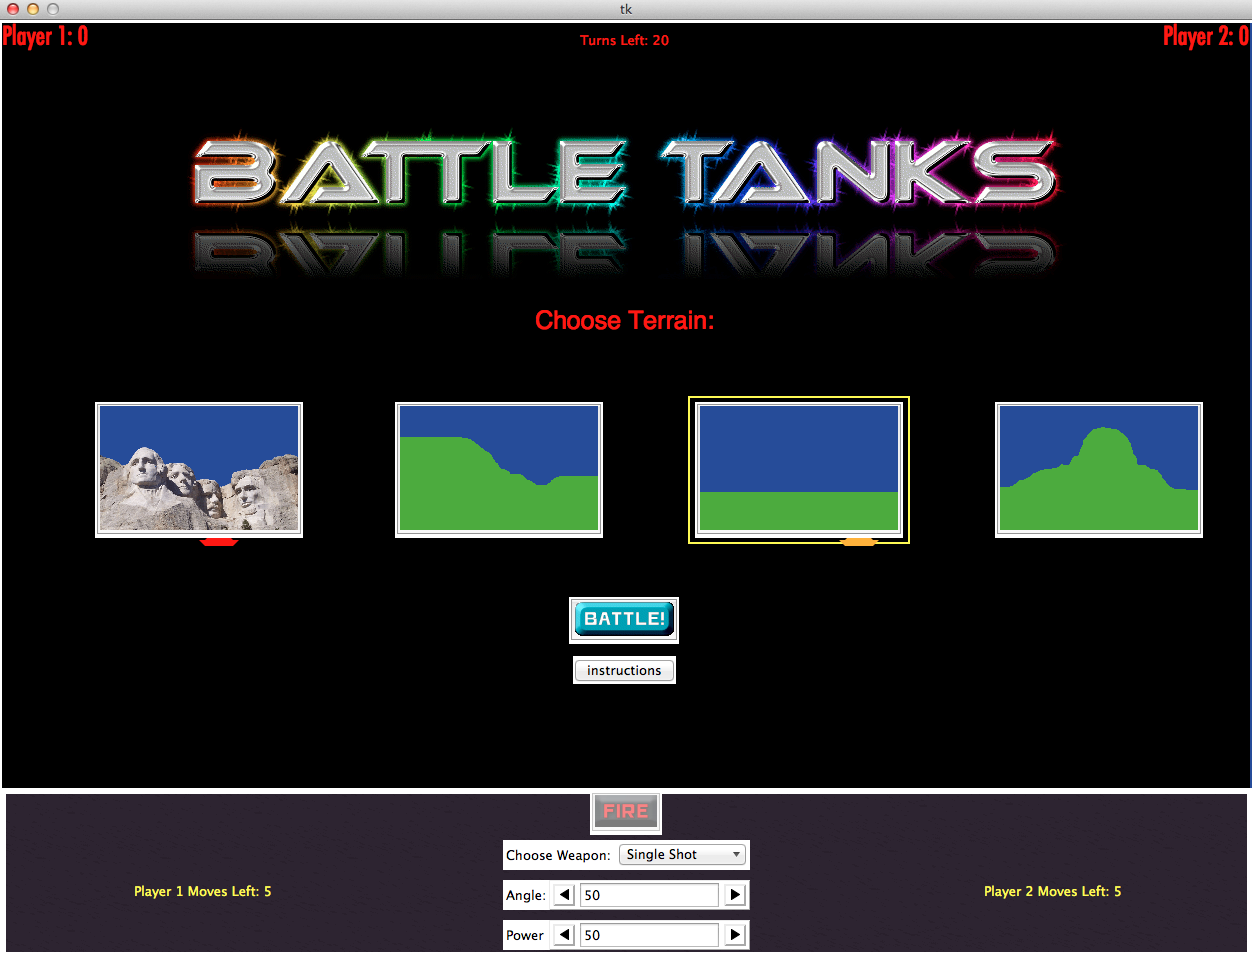 tk
Player 1: 0
Turns Left: 20
Player 2: 0
BATTLE TANKS
Choose Terrain:
BATTLE!
instructions
FIRE
Choose Weapon: Single Shot
Player 1 Moves Left: 5
Angle: 50
Player 2 Moves Left: 5
Power 50